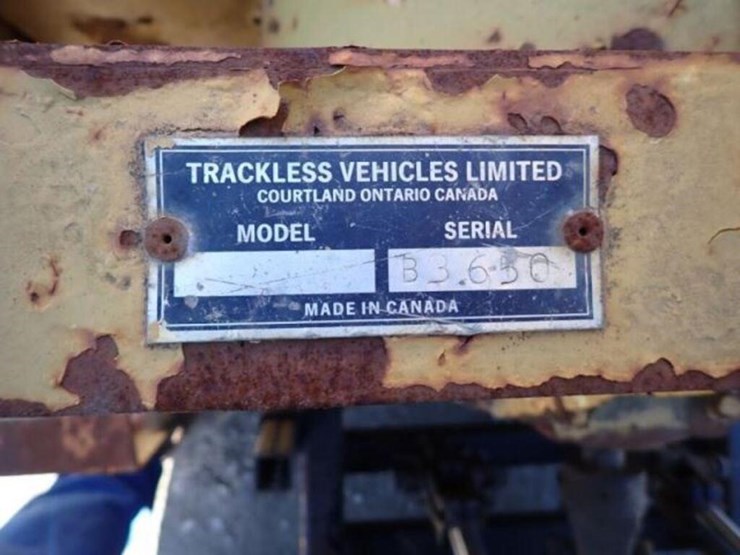 TRACKLESS VEHICLES LIMITED
COURTLAND ONTARIO CANADA
MODEL SERIAL
B3650
MADE IN CANADA